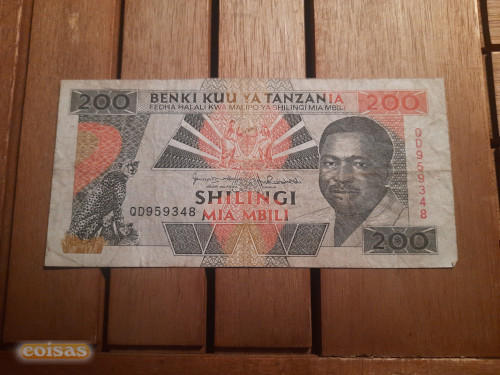 200 BENKI KUU YA TANZANIA 200
FEDHA HALALI KWA MALIPO YA SHILINGI MIA MBILI
QD959348
SHILINGI
QD959348 MIA MBILI
200
eoisas